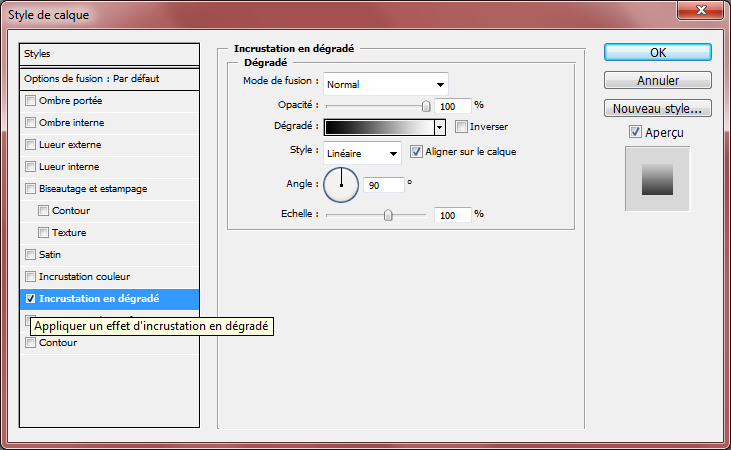 Style de calque
Styles
Options de fusion : Par défaut
Ombre portée
Ombre interne
Lueur externe
Lueur interne
Biseautage et estampage
Contour
Texture
Satin
Incrustation couleur
Incrustation en dégradé
Appliquer un effet d'incrustation en dégradé
Contour
Incrustation en dégradé
Dégradé
Mode de fusion : Normal
Opacité : 100 %
Dégradé : Inverser
Style : Linéaire Aligner sur le calque
Angle : 90 °
Echelle : 100 %
OK
Annuler
Nouveau style...
Aperçu